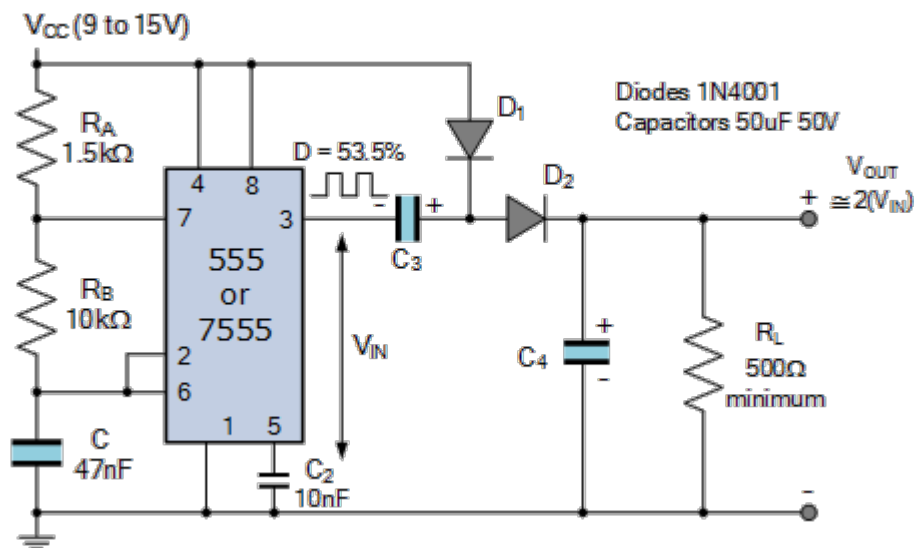 V_CC (9 to 15V)
R_A
1.5kΩ
R_B
10kΩ
C
47nF
4 8
7
3
555
or
7555
2
6
1 5
C_2
10nF
D = 53.5%
-
+
C_3
V_IN
D_1
D_2
Diodes 1N4001
Capacitors 50uF 50V
C_4
+
-
R_L
500Ω
minimum
V_OUT
+ ≅2(V_IN)
-